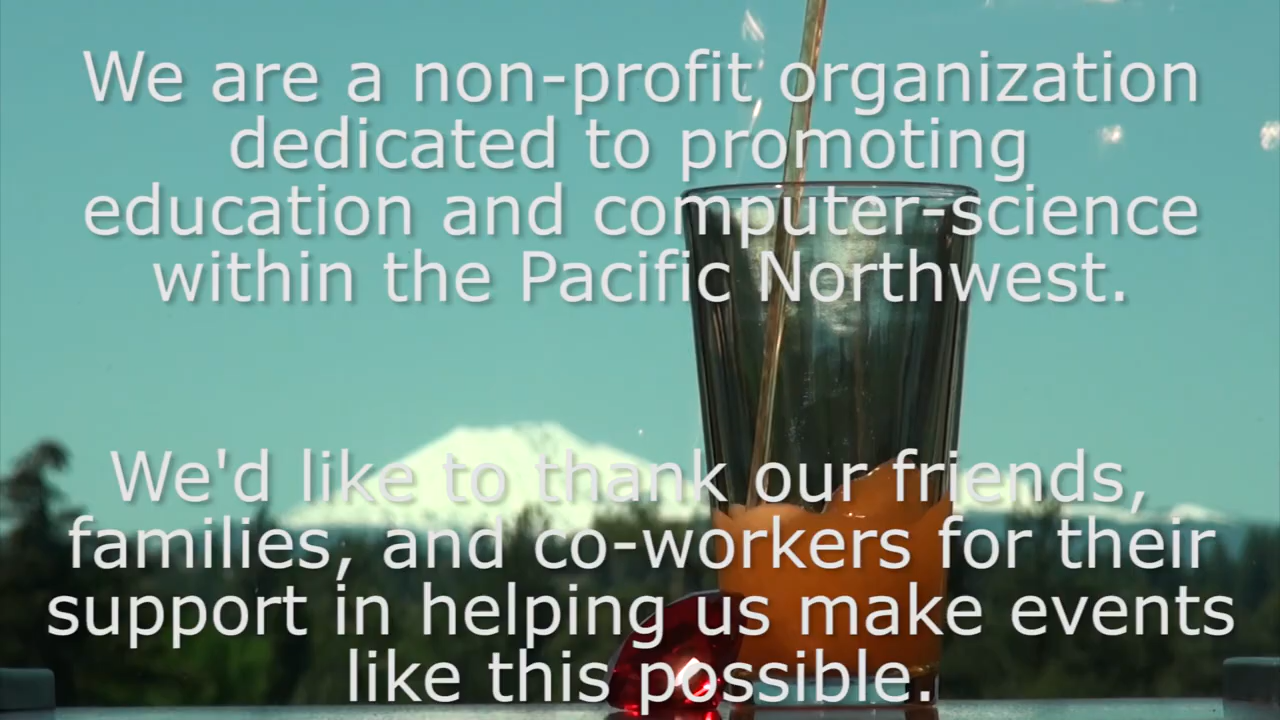 We are a non-profit organization
dedicated to promoting
education and computer-science
within the Pacific Northwest.
We'd like to thank our friends,
families, and co-workers for their
support in helping us make events
like this possible.